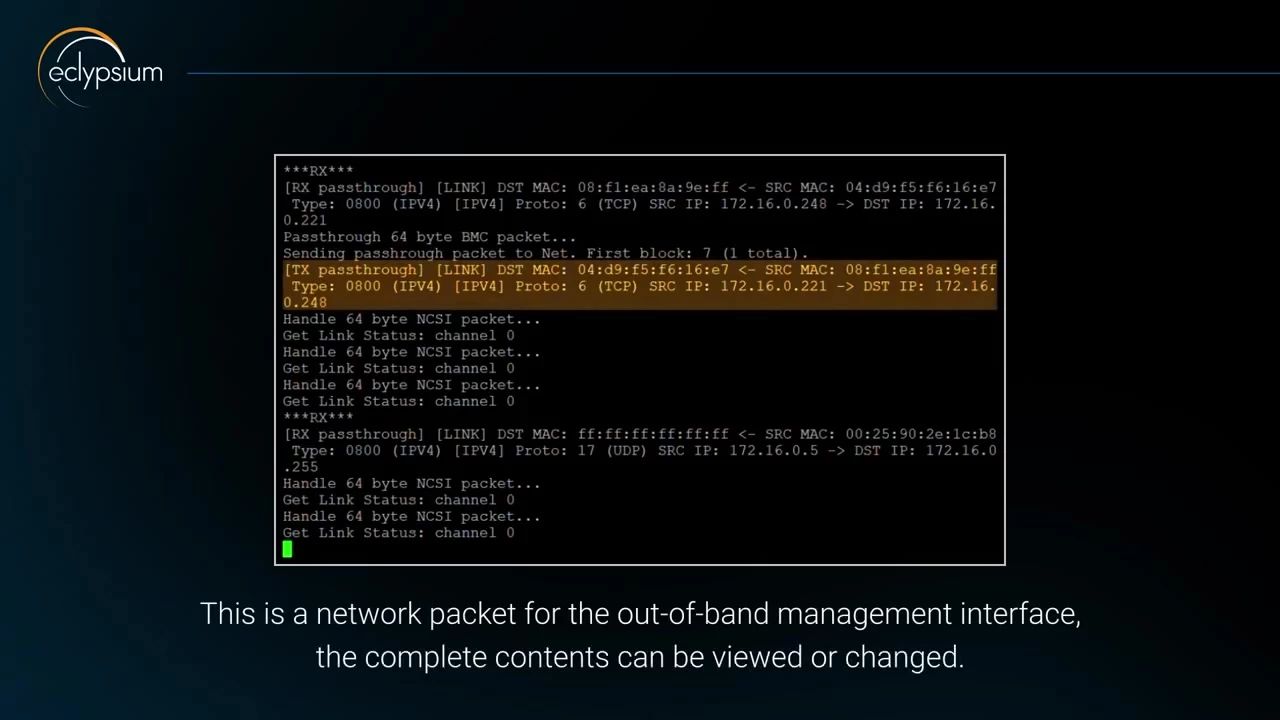 eclypsium
***RX***
[RX passthrough] [LINK] DST MAC: 08:f1:ea:8a:9e:ff <- SRC MAC: 04:d9:f5:f6:16:e7
Type: 0800 (IPV4) [IPV4] Proto: 6 (TCP) SRC IP: 172.16.0.248 -> DST IP: 172.16.
0.221
Passthrough 64 byte BMC packet...
Sending passhrough packet to Net. First block: 7 (1 total).
[TX passthrough] [LINK] DST MAC: 04:d9:f5:f6:16:e7 <- SRC MAC: 08:f1:ea:8a:9e:ff
Type: 0800 (IPV4) [IPV4] Proto: 6 (TCP) SRC IP: 172.16.0.221 -> DST IP: 172.16.
0.248
Handle 64 byte NCSI packet...
Get Link Status: channel 0
Handle 64 byte NCSI packet...
Get Link Status: channel 0
Handle 64 byte NCSI packet...
Get Link Status: channel 0
***RX***
[RX passthrough] [LINK] DST MAC: ff:ff:ff:ff:ff:ff <- SRC MAC: 00:25:90:2e:1c:b8
Type: 0800 (IPV4) [IPV4] Proto: 17 (UDP) SRC IP: 172.16.0.5 -> DST IP: 172.16.0
.255
Handle 64 byte NCSI packet...
Get Link Status: channel 0
Handle 64 byte NCSI packet...
Get Link Status: channel 0
This is a network packet for the out-of-band management interface,
the complete contents can be viewed or changed.